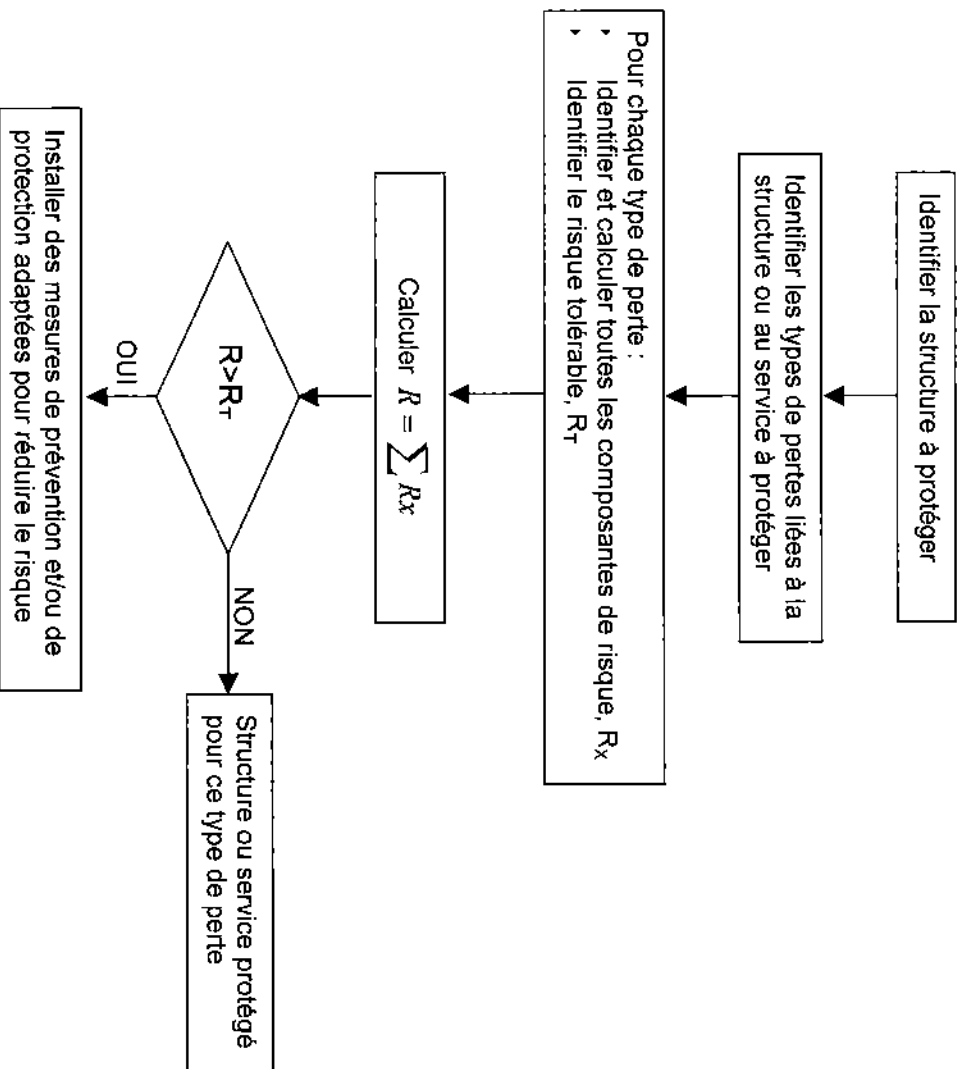 Identifier la structure à protéger
Identifier les types de pertes liées à la
structure ou au service à protéger
Pour chaque type de perte :
• Identifier et calculer toutes les composantes de risque, Rx
• Identifier le risque tolérable, RT
Calculer R = ∑ Rx
R>RT
NON
Structure ou service protégé
pour ce type de perte
OUI
Installer des mesures de prévention et/ou de
protection adaptées pour réduire le risque